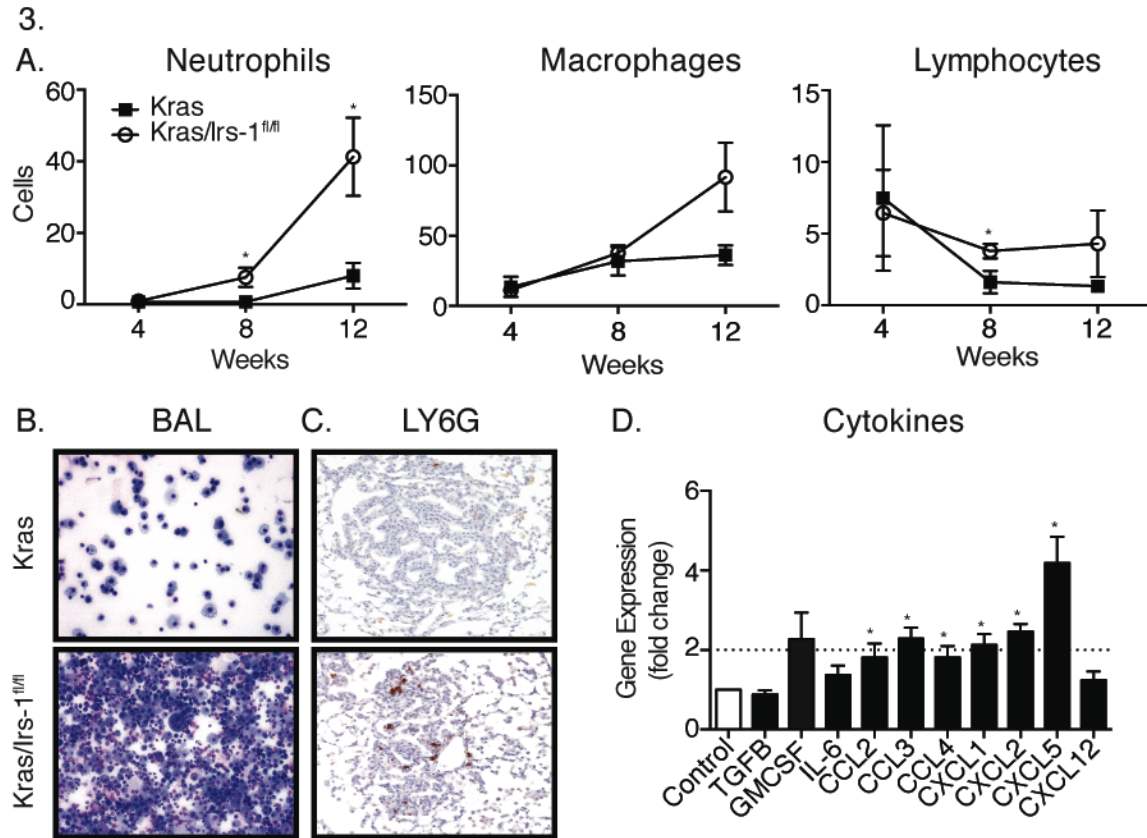 3.
A.
Neutrophils
Macrophages
Lymphocytes
Kras
Kras/Irs-1fl/fl
Cells
60
40
20
0
* *
4 8 12
Weeks
150
100
50
0
4 8 12
Weeks
15
10
5
0
*
4 8 12
Weeks
B. BAL
C. LY6G
D. Cytokines
Kras
Kras/Irs-1fl/fl
Gene Expression
(fold change)
6
4
2
0
* * * * * *
Control
TGFB
GMCSF
IL-6
CCL2
CCL3
CCL4
CXCL1
CXCL2
CXCL5
CXCL12